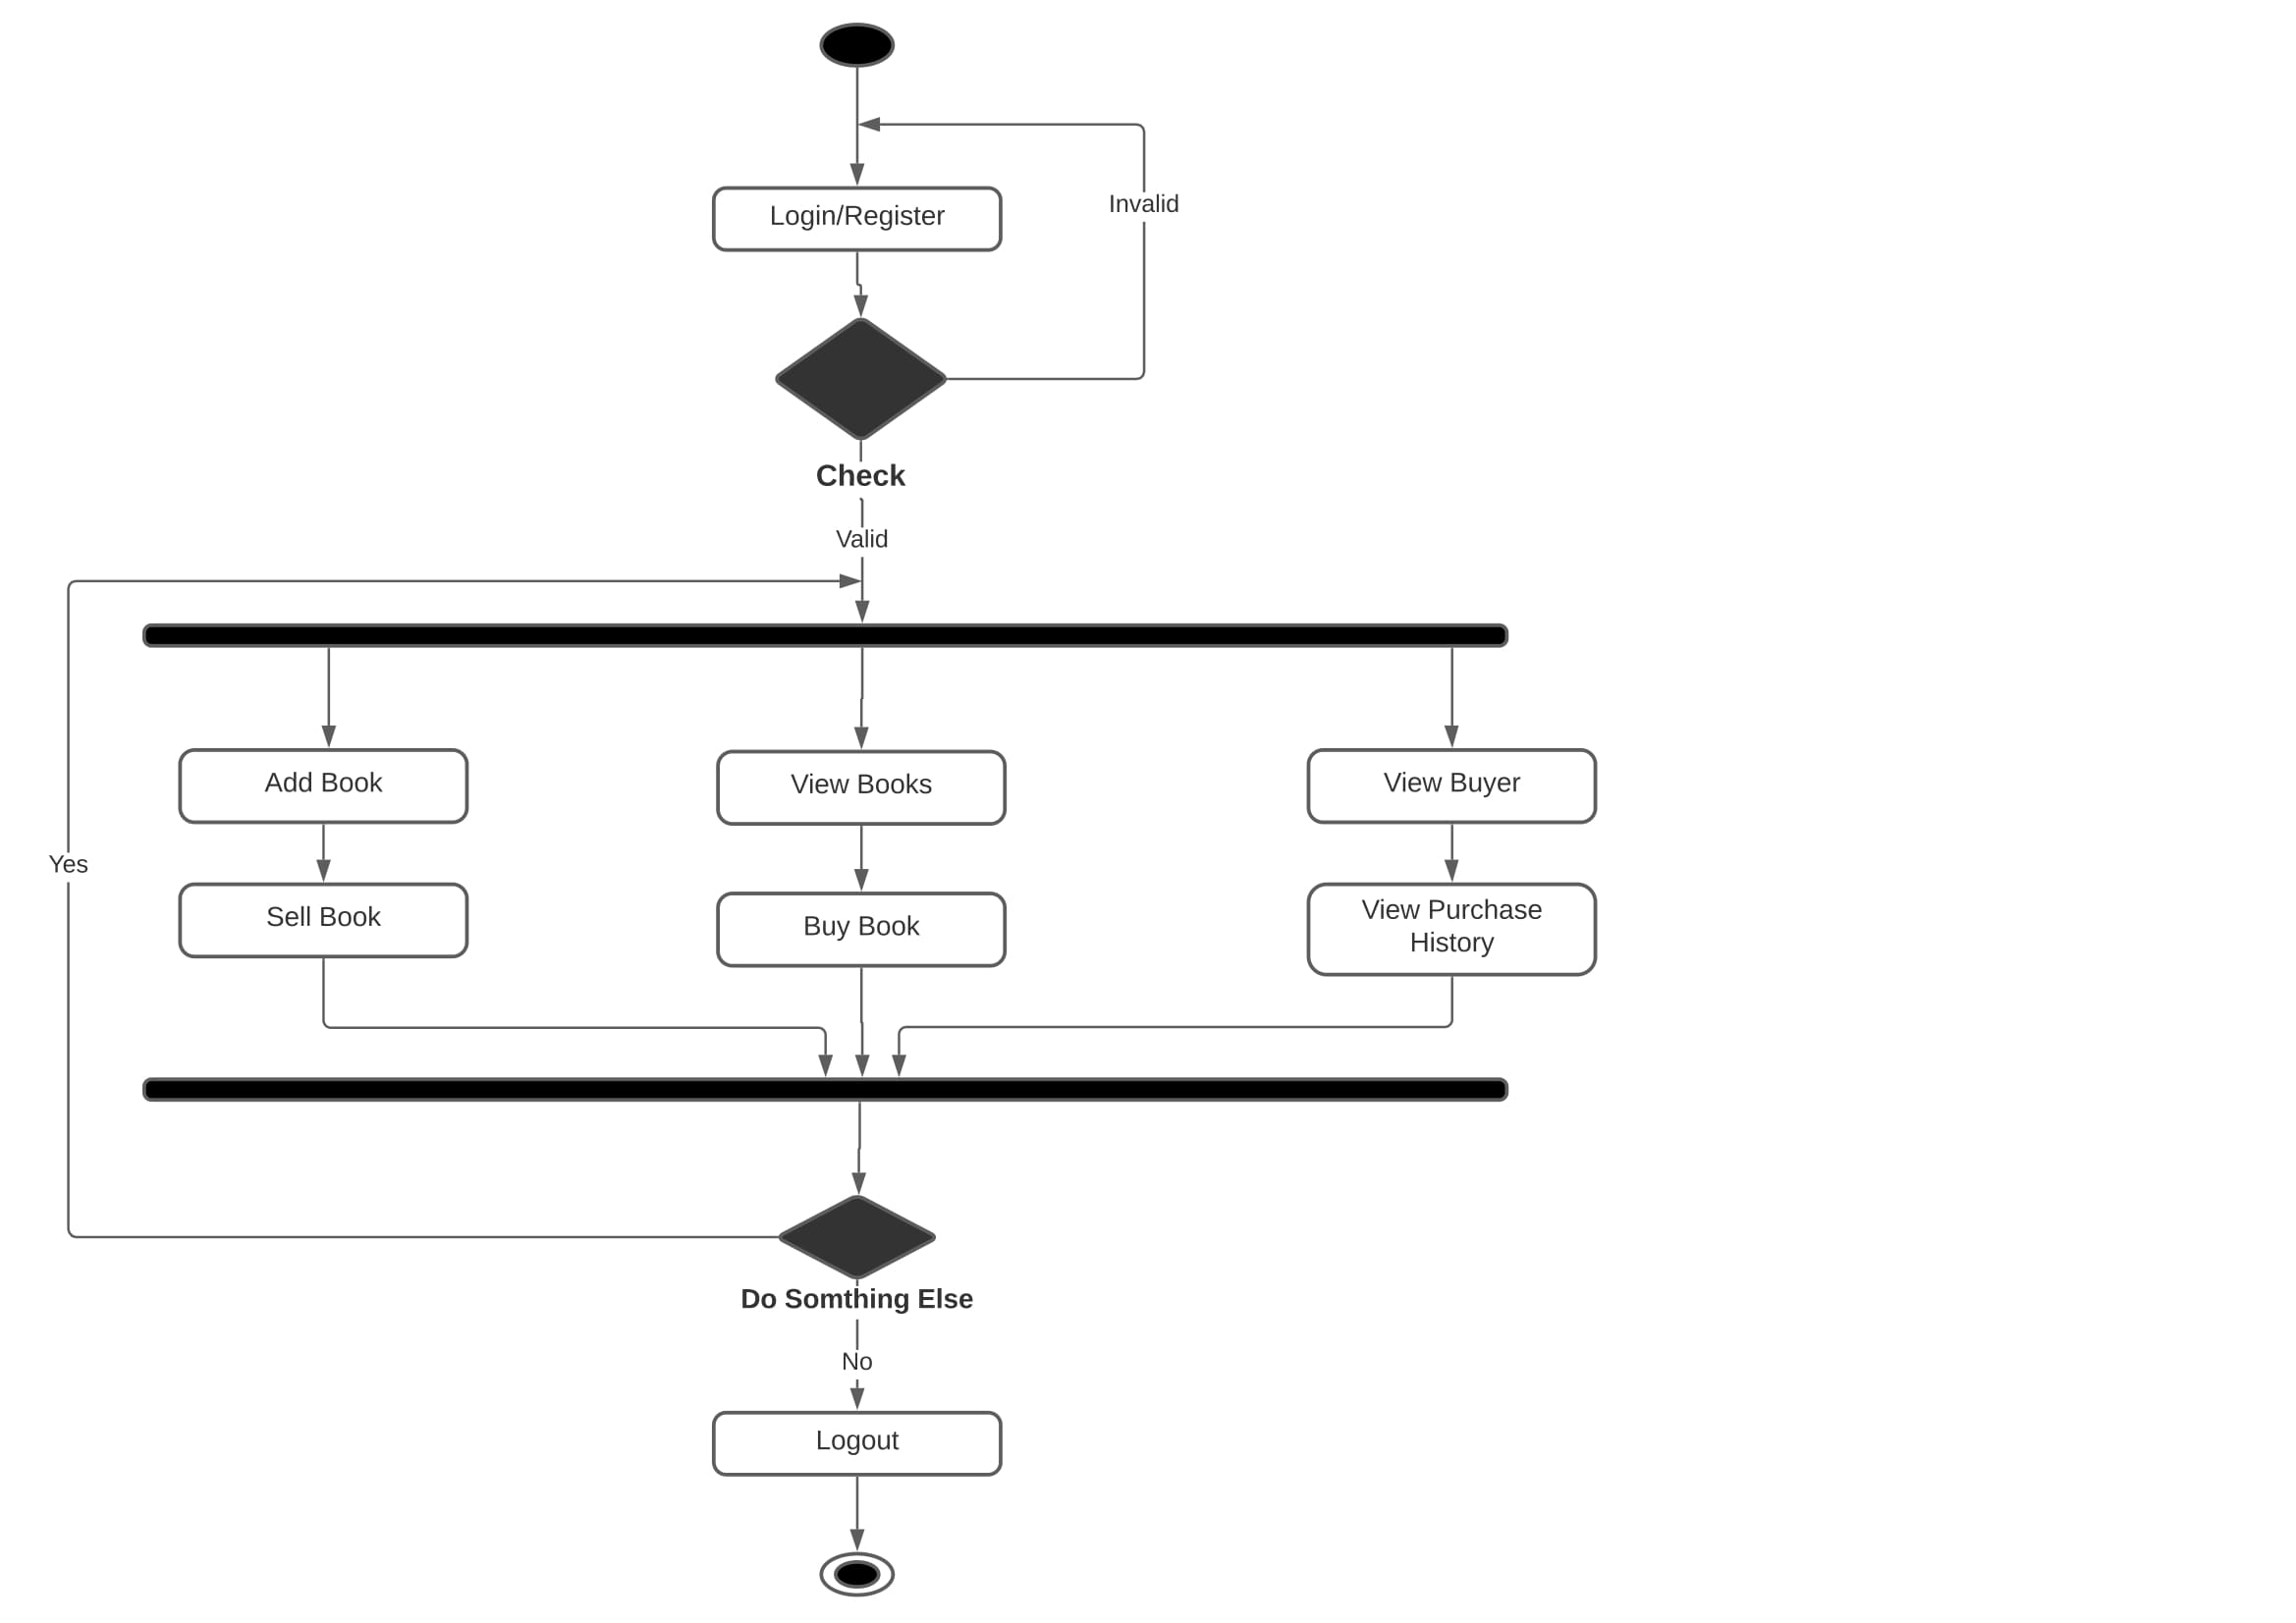 Login/Register
Invalid
Check
Valid
Add Book
View Books
View Buyer
Yes
Sell Book
Buy Book
View Purchase
History
Do Somthing Else
No
Logout